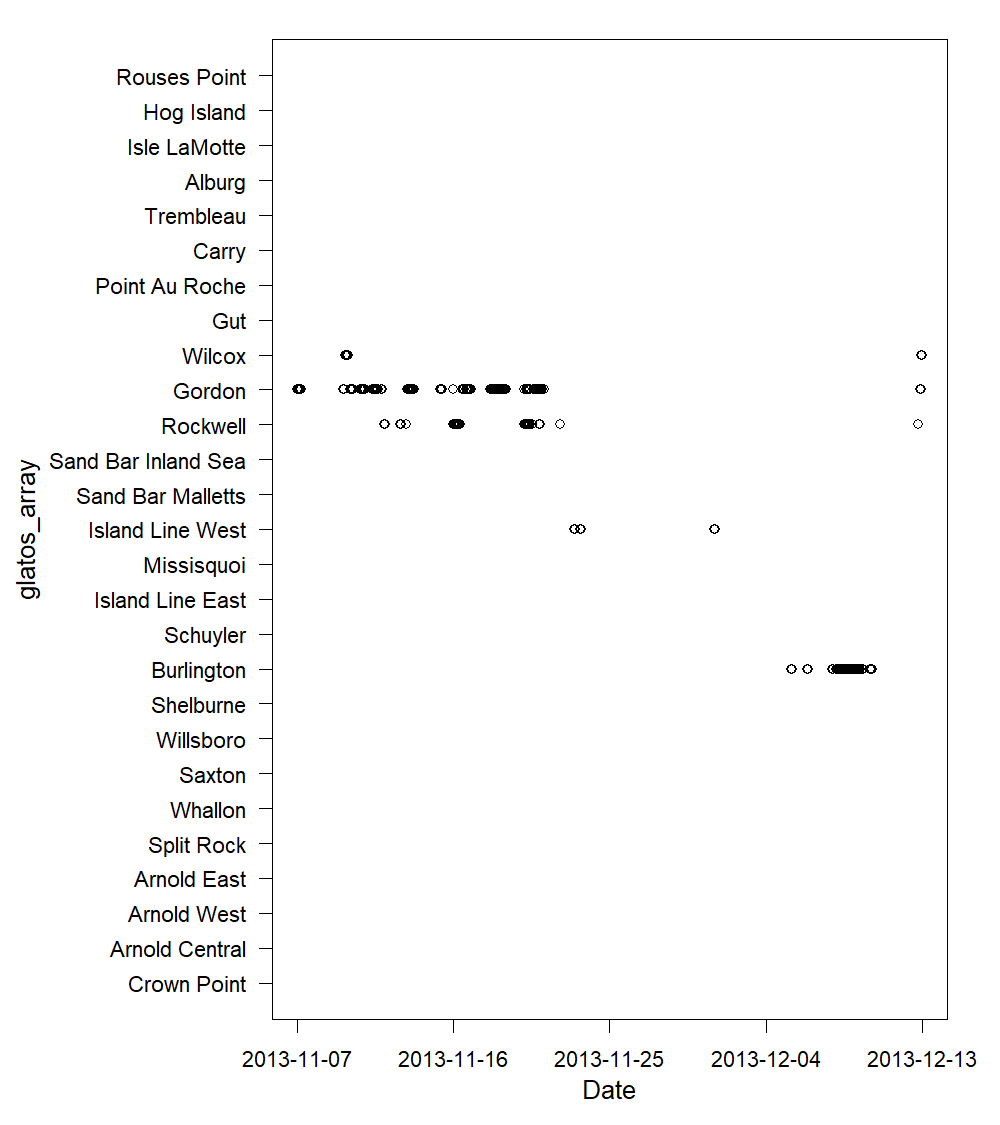 Rouses Point
Hog Island
Isle LaMotte
Alburg
Trembleau
Carry
Point Au Roche
Gut
Wilcox
Gordon
Rockwell
Sand Bar Inland Sea
Sand Bar Malletts
Island Line West
Missisquoi
Island Line East
Schuyler
Burlington
Shelburne
Willsboro
Saxton
Whallon
Split Rock
Arnold East
Arnold West
Arnold Central
Crown Point
glatos_array
2013-11-07 2013-11-16 2013-11-25 2013-12-04 2013-12-13
Date